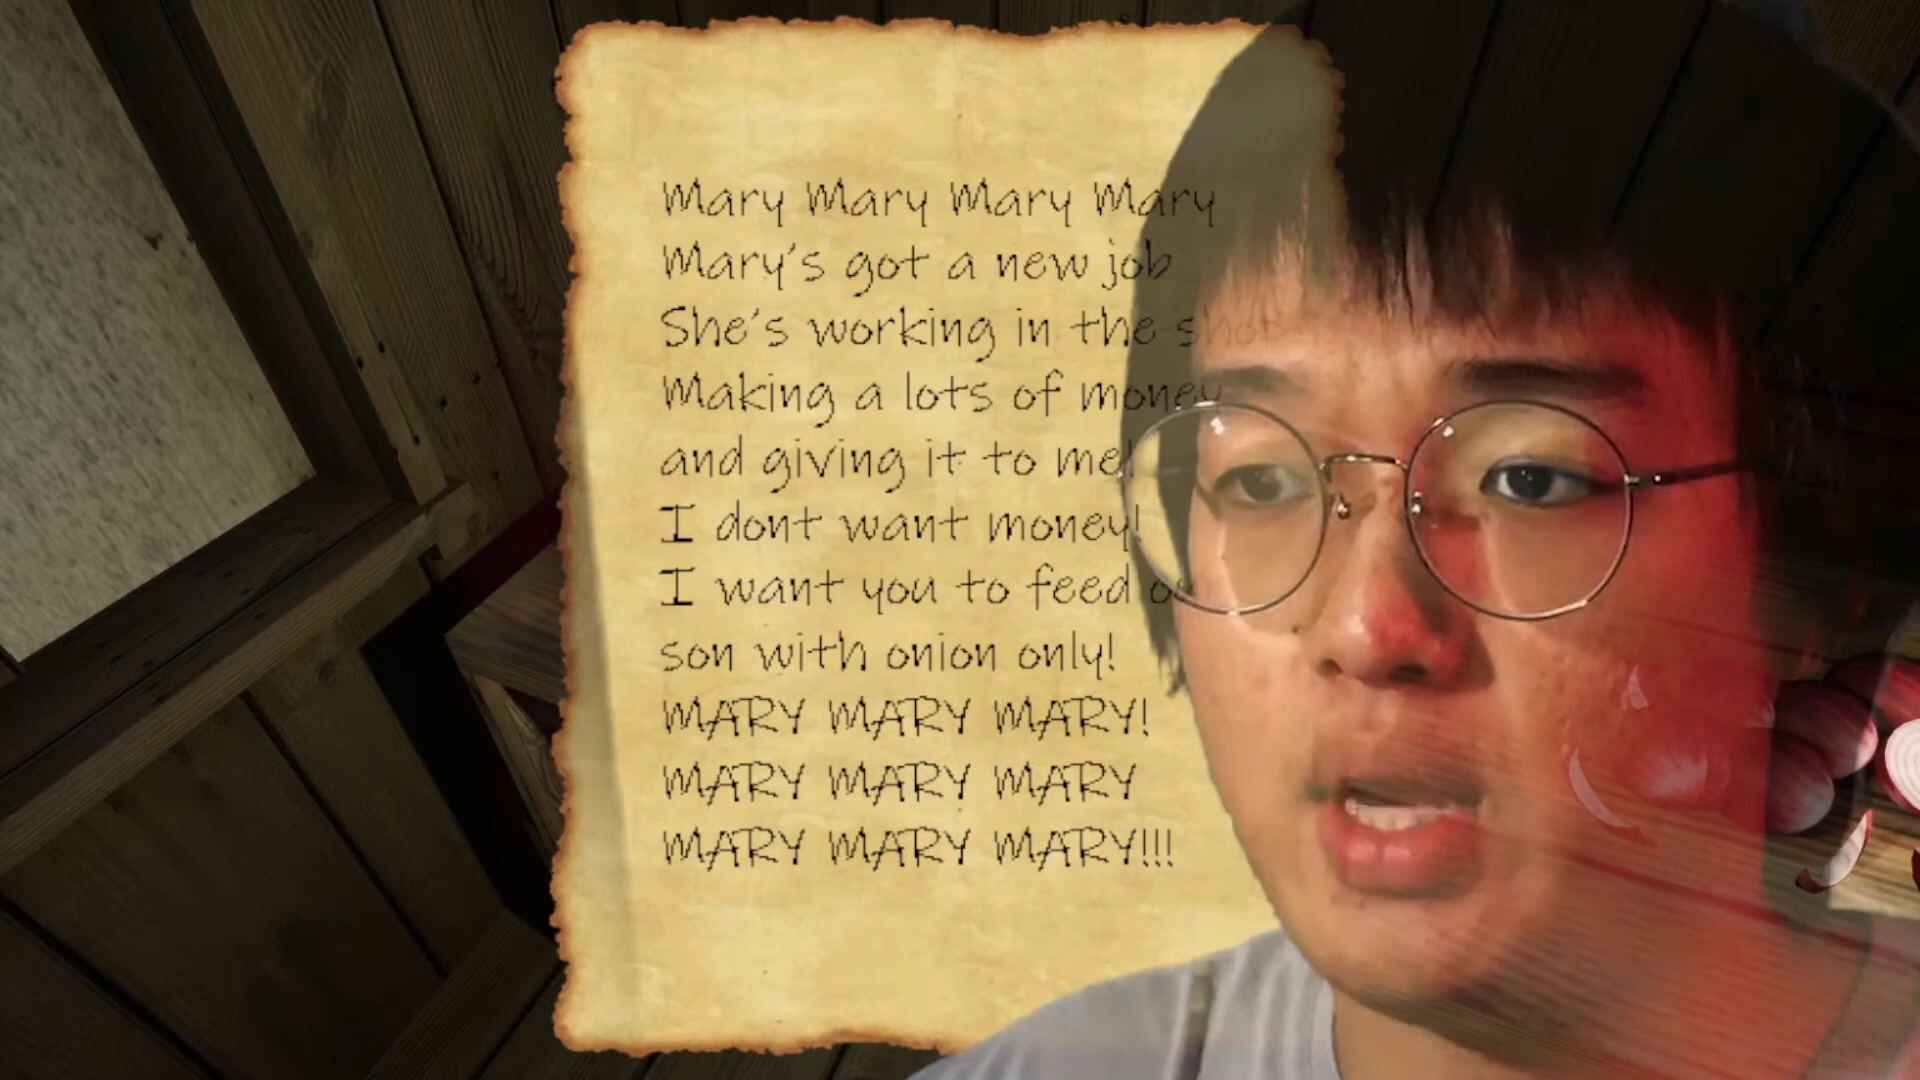 Mary Mary Mary Mary
Mary's got a new job
She's working in the shop
Making a lots of money
and giving it to me!
I dont want money!
I want you to feed
son with onion only!
MARY MARY MARY!
MARY MARY MARY
MARY MARY MARY!!!